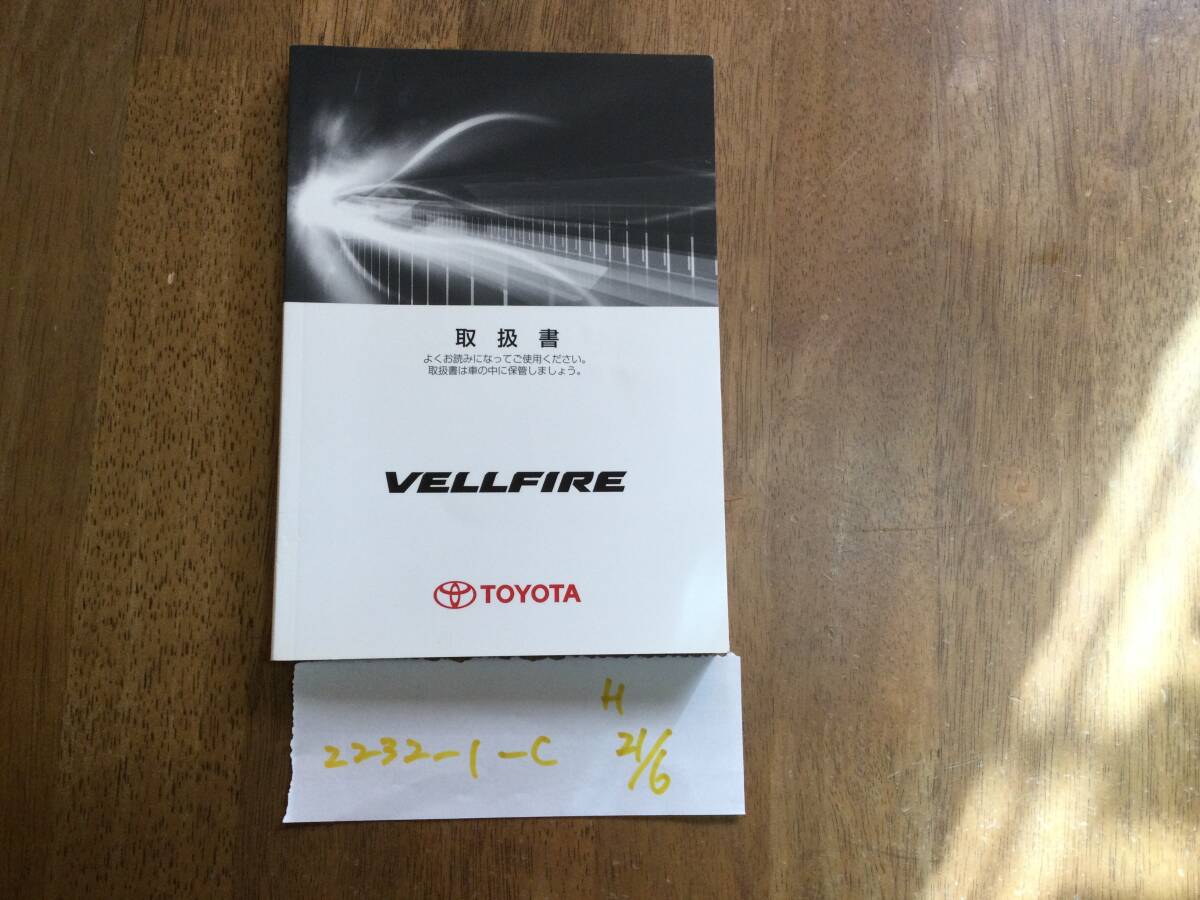 取扱書
よくお読みになってご使用ください。
取扱書は車の中に保管しましょう。
VELLFIRE
TOYOTA
H
2232-1-C 21/6